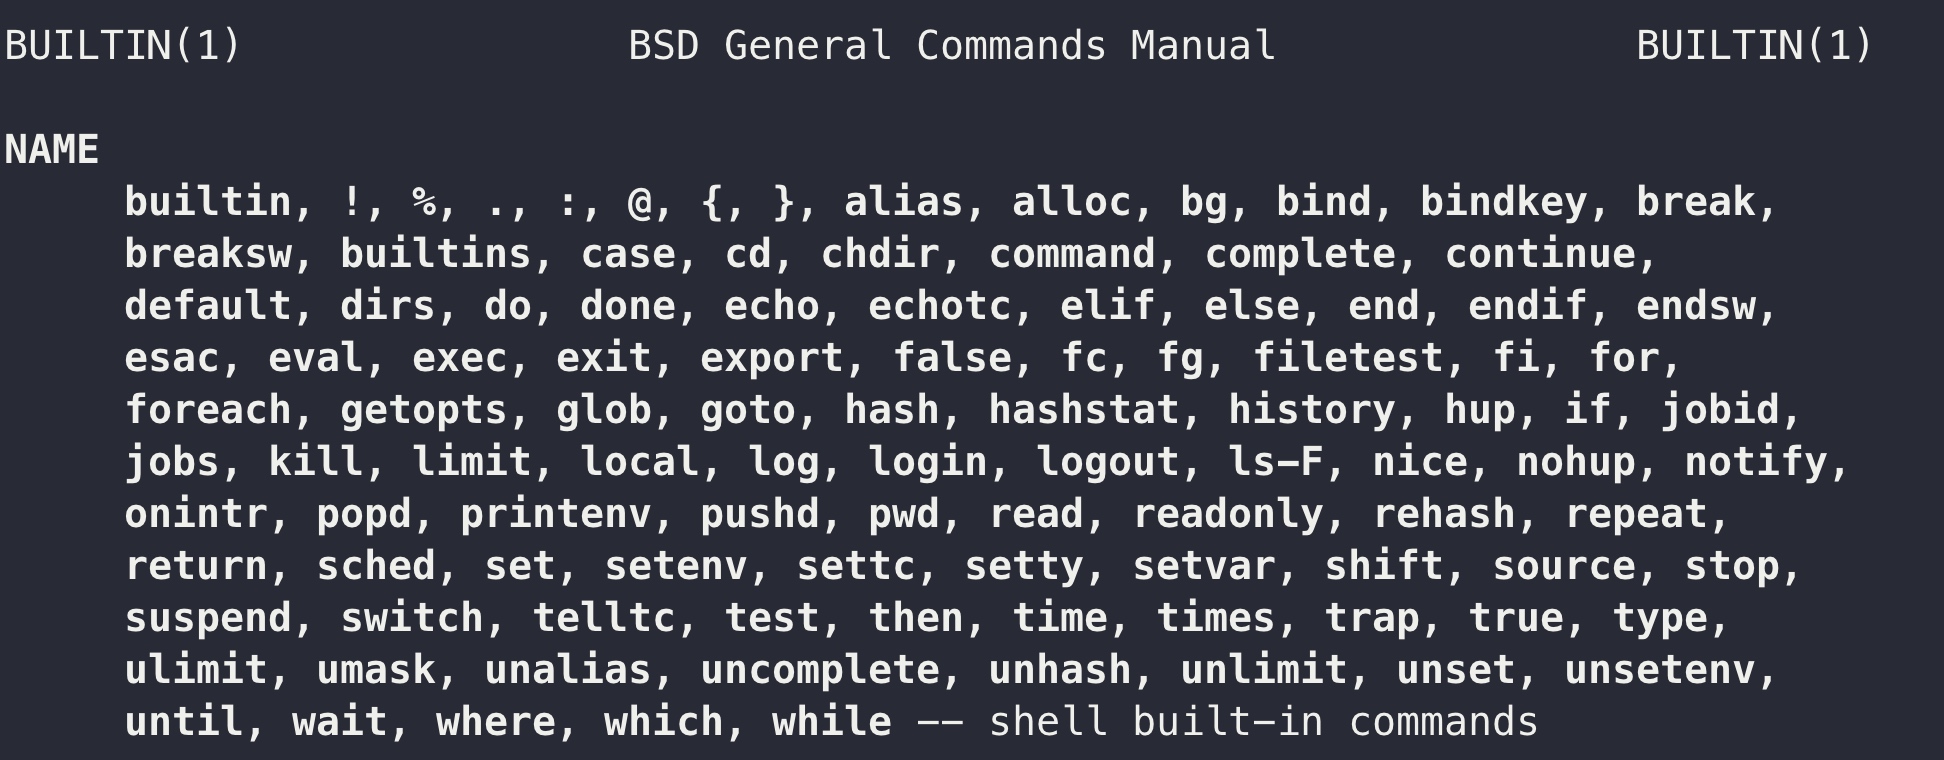 BUILTIN(1) BSD General Commands Manual BUILTIN(1)
NAME
builtin, !, %, ., :, @, {, }, alias, alloc, bg, bind, bindkey, break,
breaksw, builtins, case, cd, chdir, command, complete, continue,
default, dirs, do, done, echo, echotc, elif, else, end, endif, endsw,
esac, eval, exec, exit, export, false, fc, fg, filetest, fi, for,
foreach, getopts, glob, goto, hash, hashstat, history, hup, if, jobid,
jobs, kill, limit, local, log, login, logout, ls-F, nice, nohup, notify,
onintr, popd, printenv, pushd, pwd, read, readonly, rehash, repeat,
return, sched, set, setenv, settc, setty, setvar, shift, source, stop,
suspend, switch, telltc, test, then, time, times, trap, true, type,
ulimit, umask, unalias, uncomplete, unhash, unlimit, unset, unsetenv,
until, wait, where, which, while -- shell built-in commands